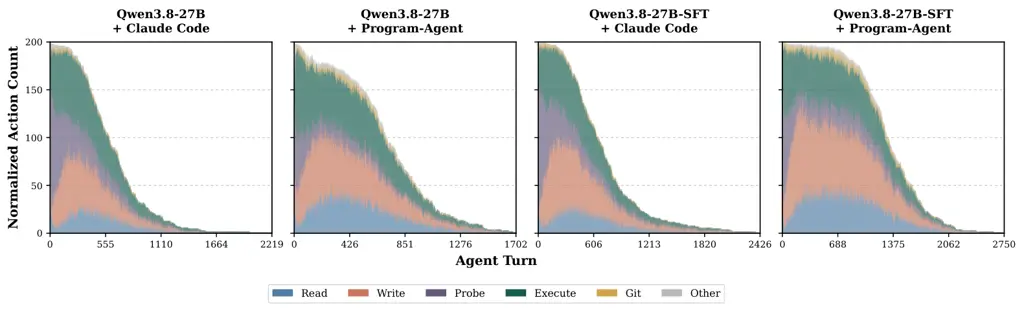 Qwen3.8-27B
+ Claude Code
Qwen3.8-27B
+ Program-Agent
Qwen3.8-27B-SFT
+ Claude Code
Qwen3.8-27B-SFT
+ Program-Agent
Normalized Action Count
200
150
100
50
0
0 555 1110 1664 2219
0 426 851 1276 1702
0 606 1213 1820 2426
0 688 1375 2062 2750
Agent Turn
Read Write Probe Execute Git Other